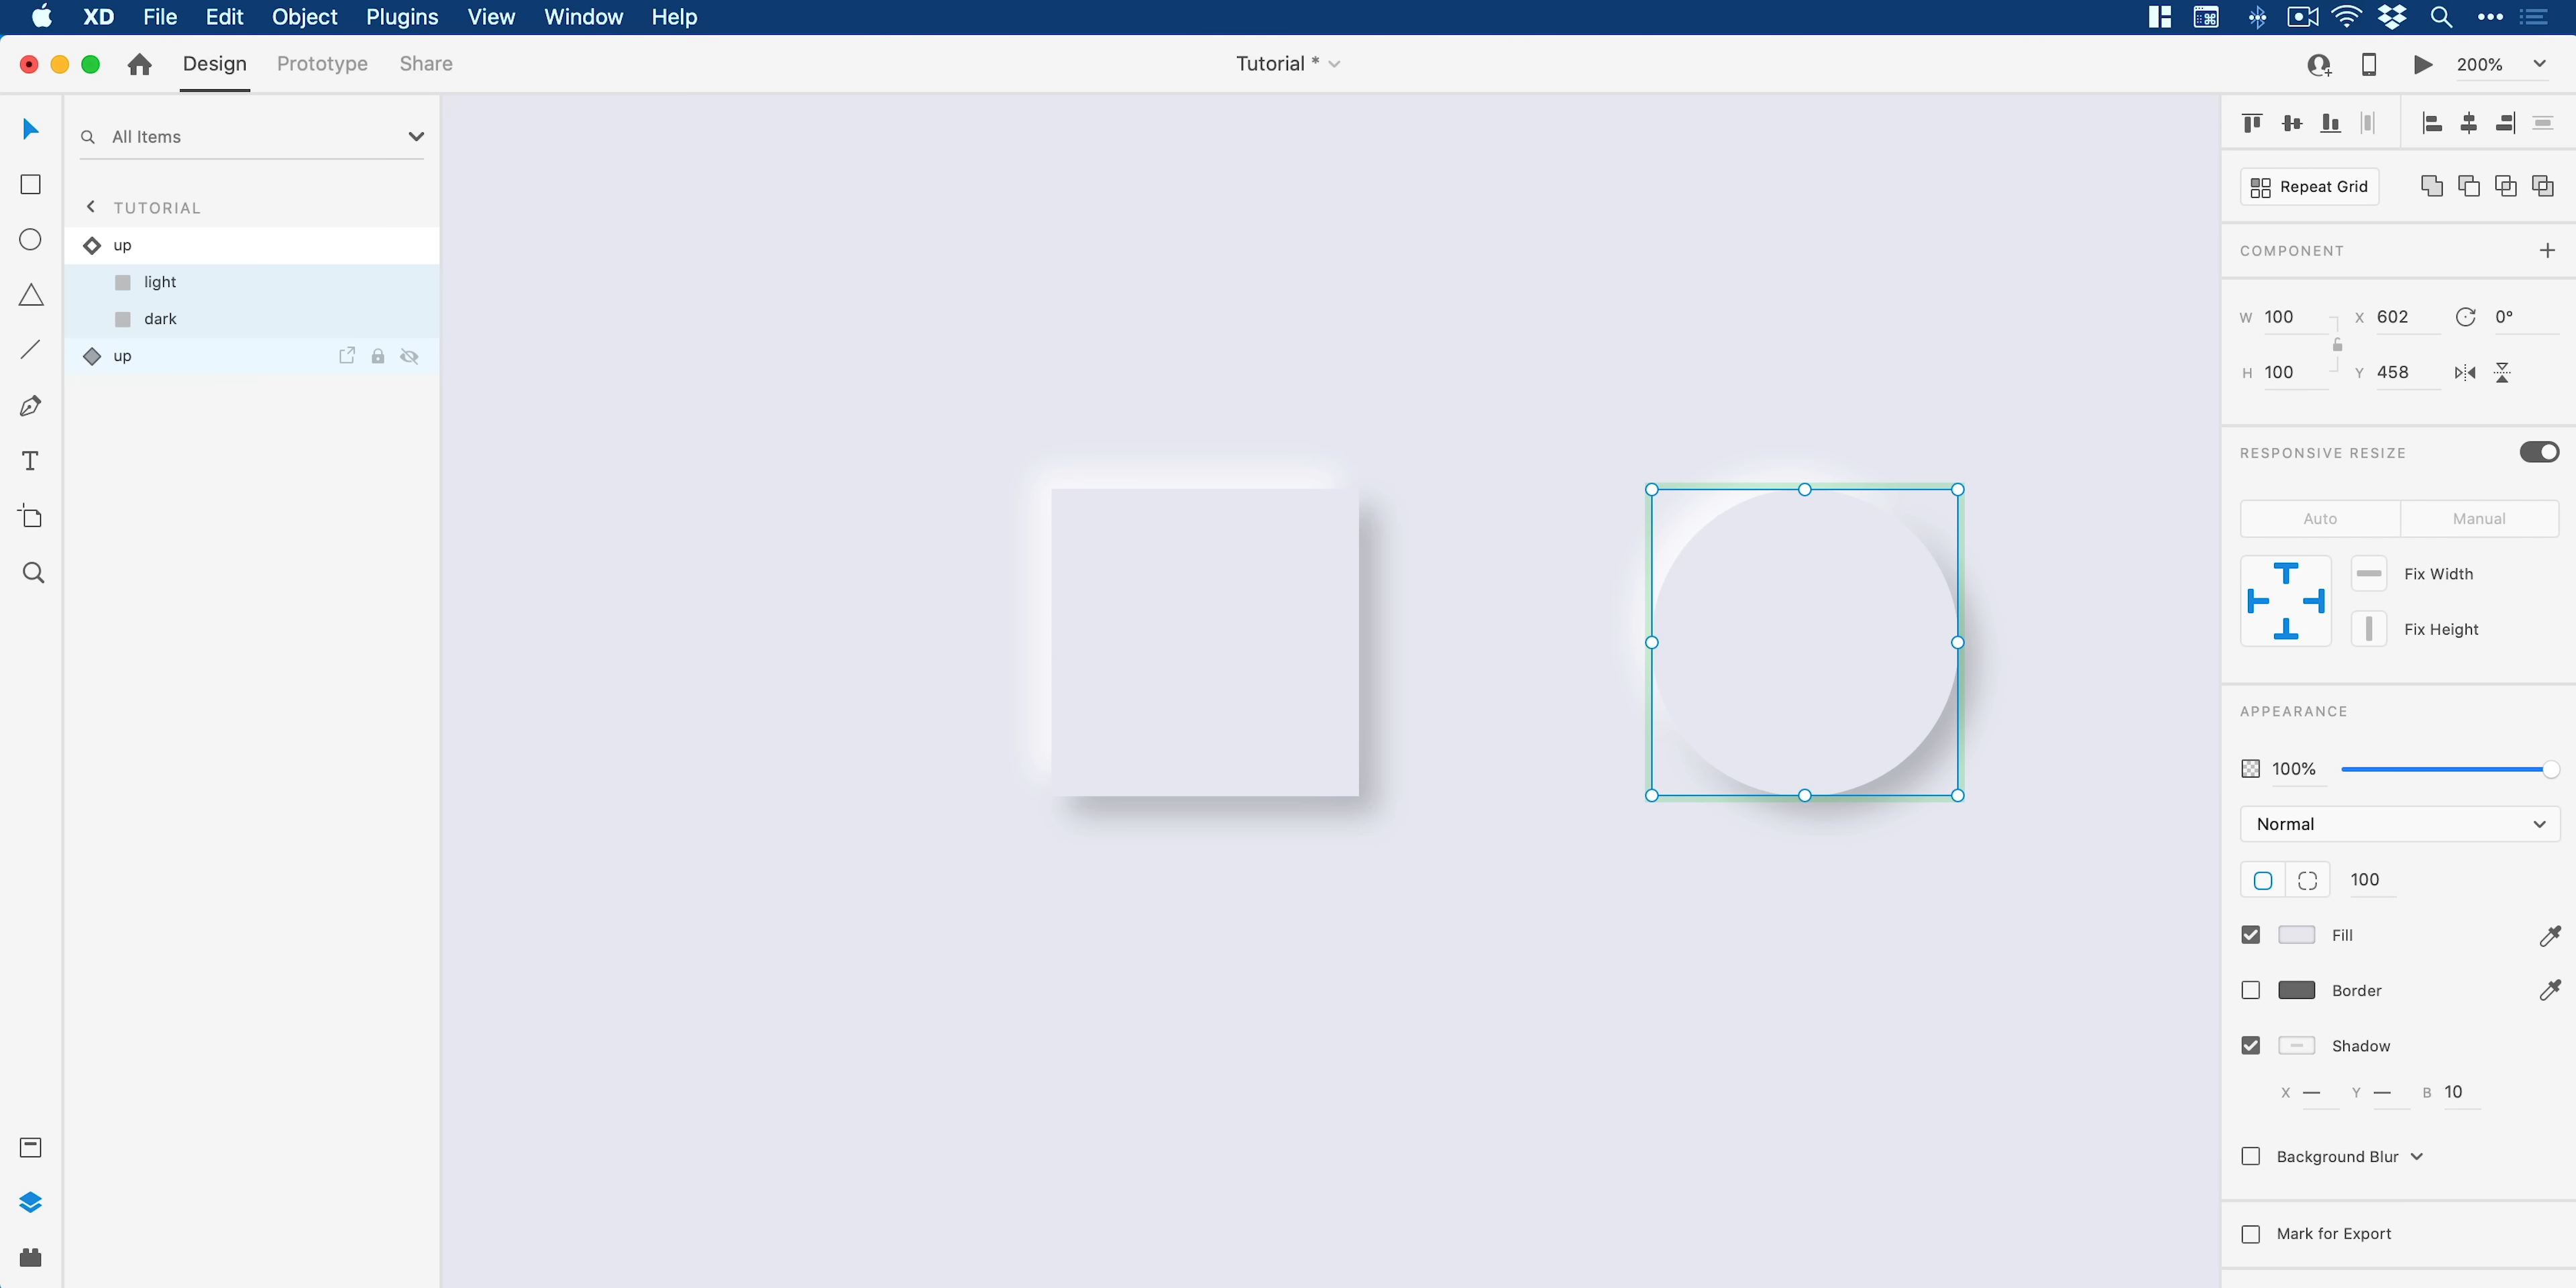 XD File Edit Object Plugins View Window Help
Design Prototype Share Tutorial * 200%
All Items
TUTORIAL
up
light
dark
up
Repeat Grid
COMPONENT
W 100 X 602 0°
H 100 Y 458
RESPONSIVE RESIZE
Auto Manual
Fix Width
Fix Height
APPEARANCE
100%
Normal
100
Fill
Border
Shadow
X — Y — B 10
Background Blur
Mark for Export